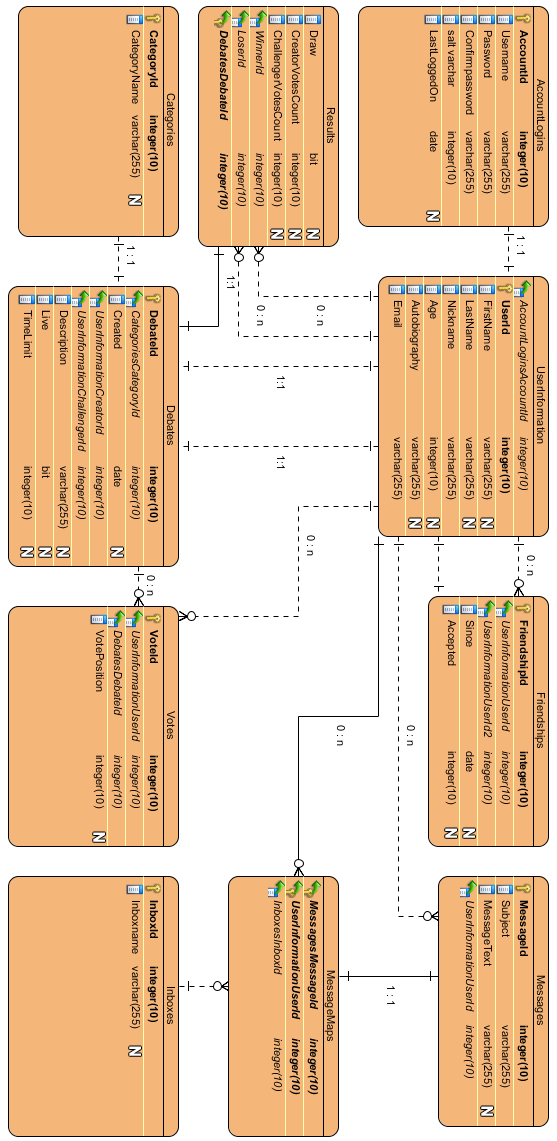 AccountLogins
AccountId integer(10)
Username varchar(255)
Password varchar(255)
Confirmpassword varchar(255)
salt varchar integer(10)
LastLoggedOn date N
1 : 1
UserInformation
AccountLoginsAccountId integer(10)
UserId integer(10)
FirstName varchar(255) N
LastName varchar(255) N
Nickname varchar(255)
Age integer(10) N
Autobiography varchar(255) N
Email varchar(255)
0 : n
Friendships
FriendshipId integer(10)
UserInformationUserId integer(10)
UserInformationUserId2 integer(10)
Since date N
Accepted integer(10) N
Messages
MessageId integer(10)
Subject varchar(255)
MessageText varchar(255) N
UserInformationUserId integer(10)
0 : n
1 : 1
0 : n
0 : n
0 : n
1:1
1:1
1:1
Results
Draw bit N
CreatorVotesCount integer(10) N
ChallengerVotesCount integer(10) N
WinnerId integer(10)
LoserId integer(10)
DebatesDebateId integer(10)
MessageMaps
MessagesMessageId integer(10)
UserInformationUserId integer(10)
InboxesInboxId integer(10)
Categories
CategoryId integer(10)
CategoryName varchar(255) N
1 : 1
Debates
DebateId integer(10)
CategoriesCategoryId integer(10)
Created date N
UserInformationCreatorId integer(10)
UserInformationChallengerId integer(10)
Description varchar(255) N
Live bit N
TimeLimit integer(10) N
0 : n
Votes
VoteId integer(10)
UserInformationUserId integer(10)
DebatesDebateId integer(10)
VotePosition integer(10) N
Inboxes
InboxId integer(10)
Inboxname varchar(255) N